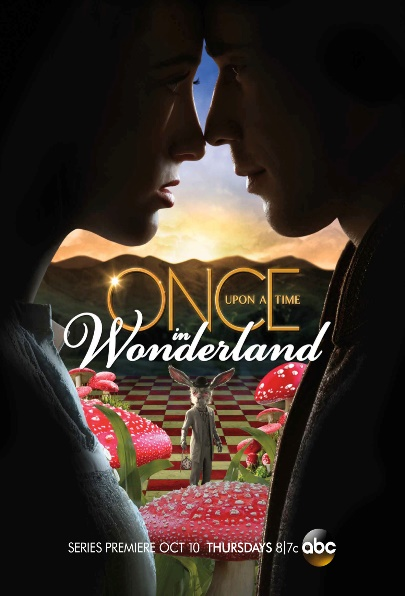 ONCE
UPON A TIME
in
Wonderland
SERIES PREMIERE OCT 10 THURSDAYS 8|7c abc